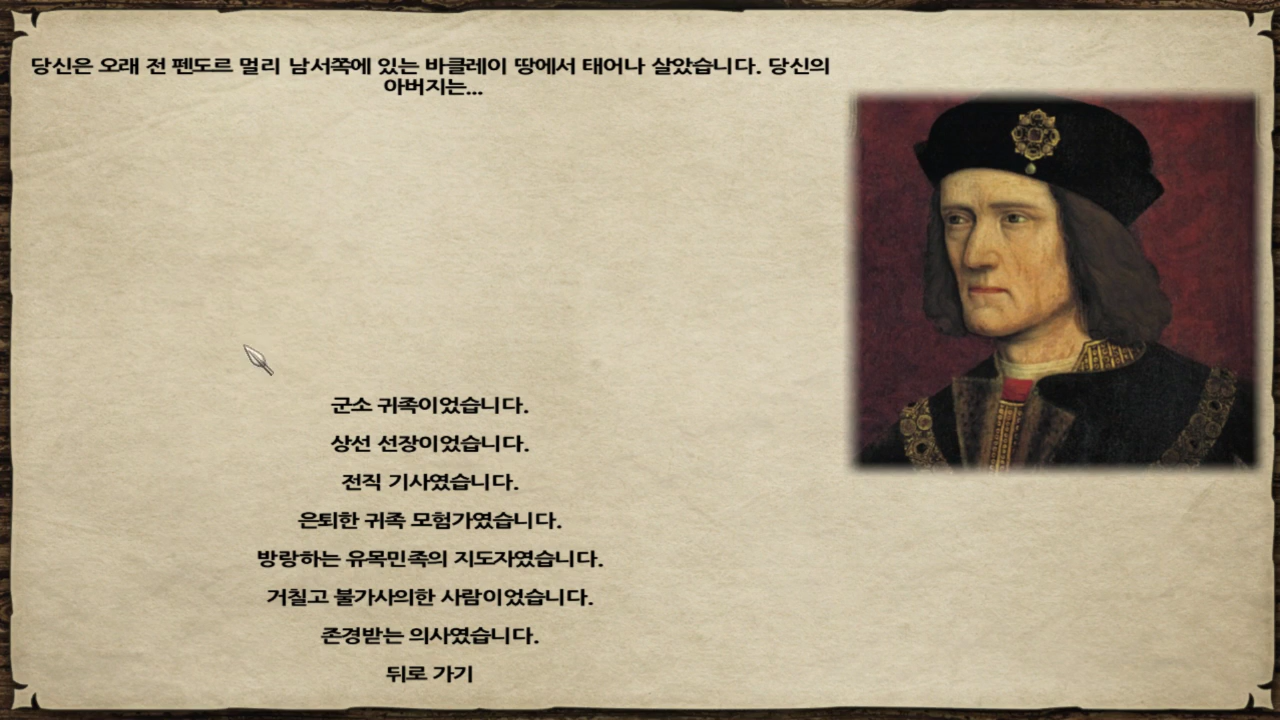 당신은 오래 전 펜도르 멀리 남서쪽에 있는 바클레이 땅에서 태어나 살았습니다. 당신의
아버지는...
군소 귀족이었습니다.
상선 선장이었습니다.
전직 기사였습니다.
은퇴한 귀족 모험가였습니다.
방랑하는 유목민족의 지도자였습니다.
거칠고 불가사의한 사람이었습니다.
존경받는 의사였습니다.
뒤로 가기